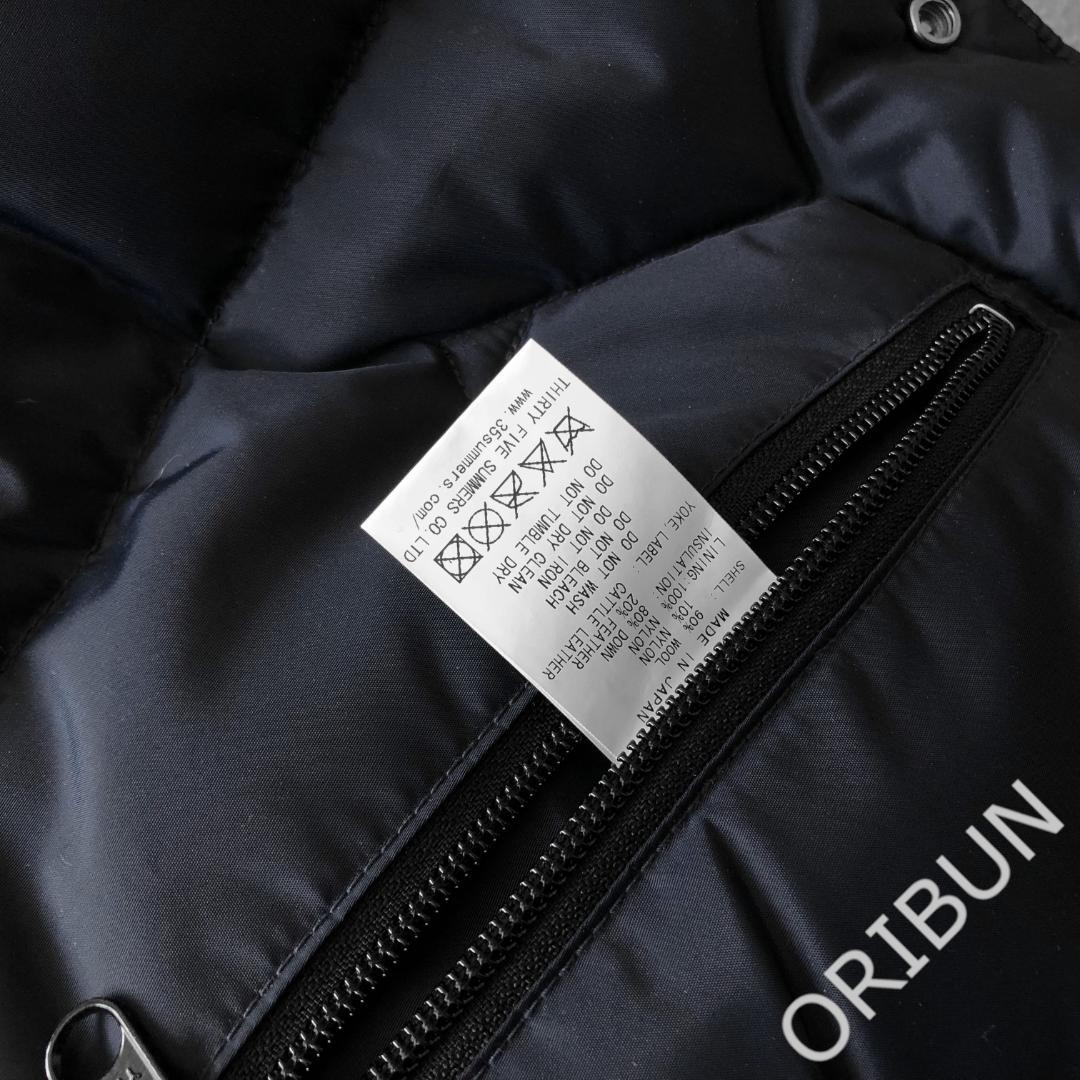 MADE IN JAPAN
SHELL: 90% WOOL
10% NYLON
LINING:100% NYLON
INSULATION: 80% DOWN
20% FEATHER
YOKE, LABEL: CATTLE LEATHER
DO NOT WASH
DO NOT BLEACH
DO NOT IRON
DO NOT DRY CLEAN
DO NOT TUMBLE DRY
THIRTY FIVE SUMMERS CO LTD
www.35summers.com/
ORIBUN